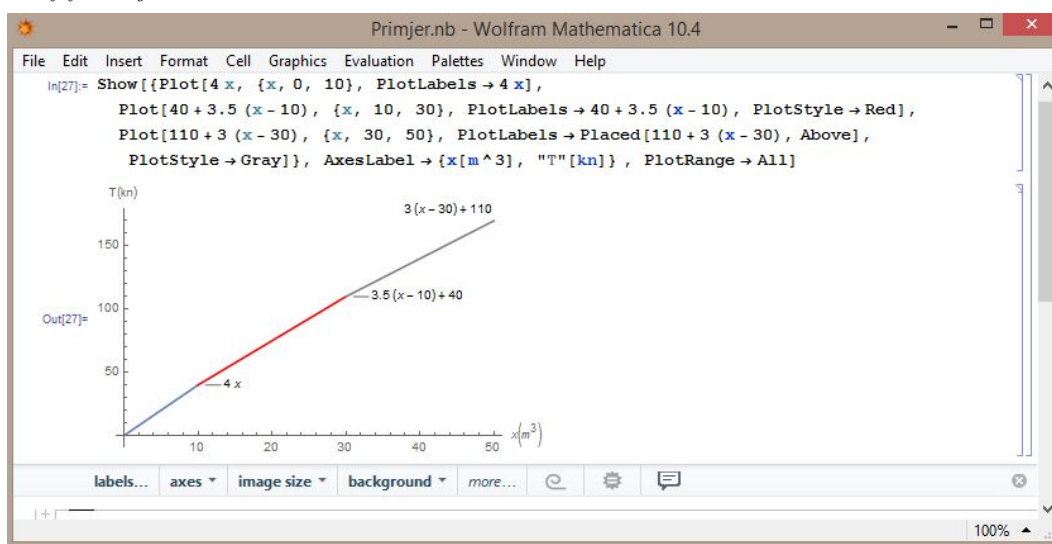 Primjer.nb - Wolfram Mathematica 10.4
File Edit Insert Format Cell Graphics Evaluation Palettes Window Help
In[27]:= Show[{Plot[4 x, {x, 0, 10}, PlotLabels → 4 x],
Plot[40 + 3.5 (x - 10), {x, 10, 30}, PlotLabels → 40 + 3.5 (x - 10), PlotStyle → Red],
Plot[110 + 3 (x - 30), {x, 30, 50}, PlotLabels → Placed[110 + 3 (x - 30), Above],
PlotStyle → Gray]}, AxesLabel → {x[m ^ 3], "T"[kn]} , PlotRange → All]
T(kn)
3 (x - 30) + 110
150
3.5 (x - 10) + 40
Out[27]=
100
50
4 x
10 20 30 40 50 x(m³)
labels... axes image size background more...
100%